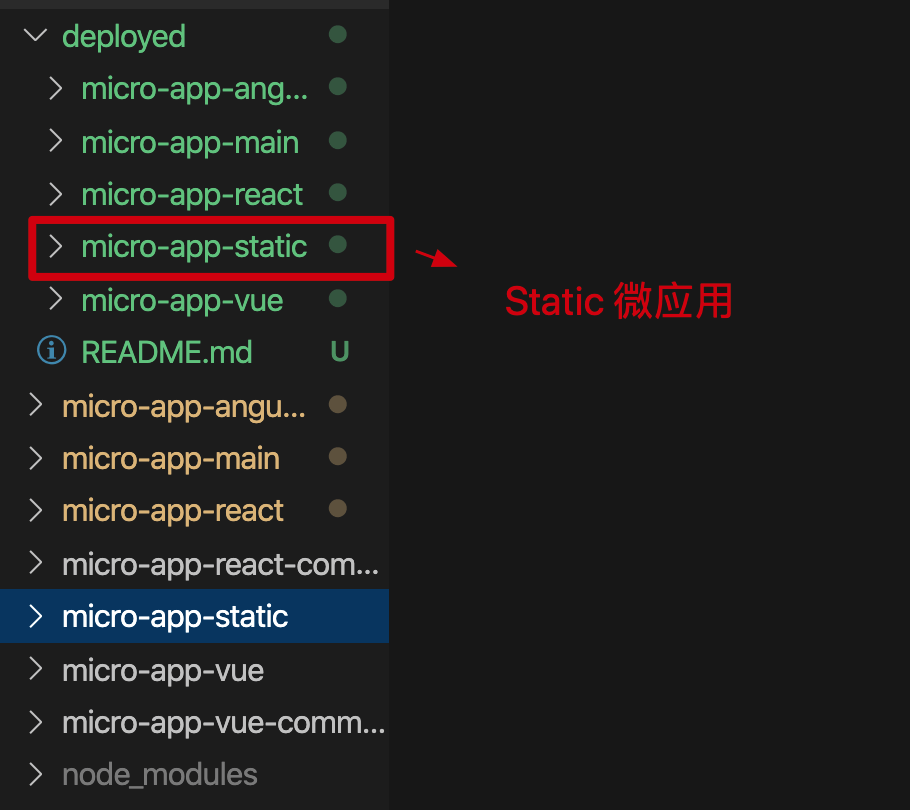 deployed
micro-app-ang...
micro-app-main
micro-app-react
micro-app-static
Static 微应用
micro-app-vue
README.md U
micro-app-angu...
micro-app-main
micro-app-react
micro-app-react-com...
micro-app-static
micro-app-vue
micro-app-vue-comm...
node_modules